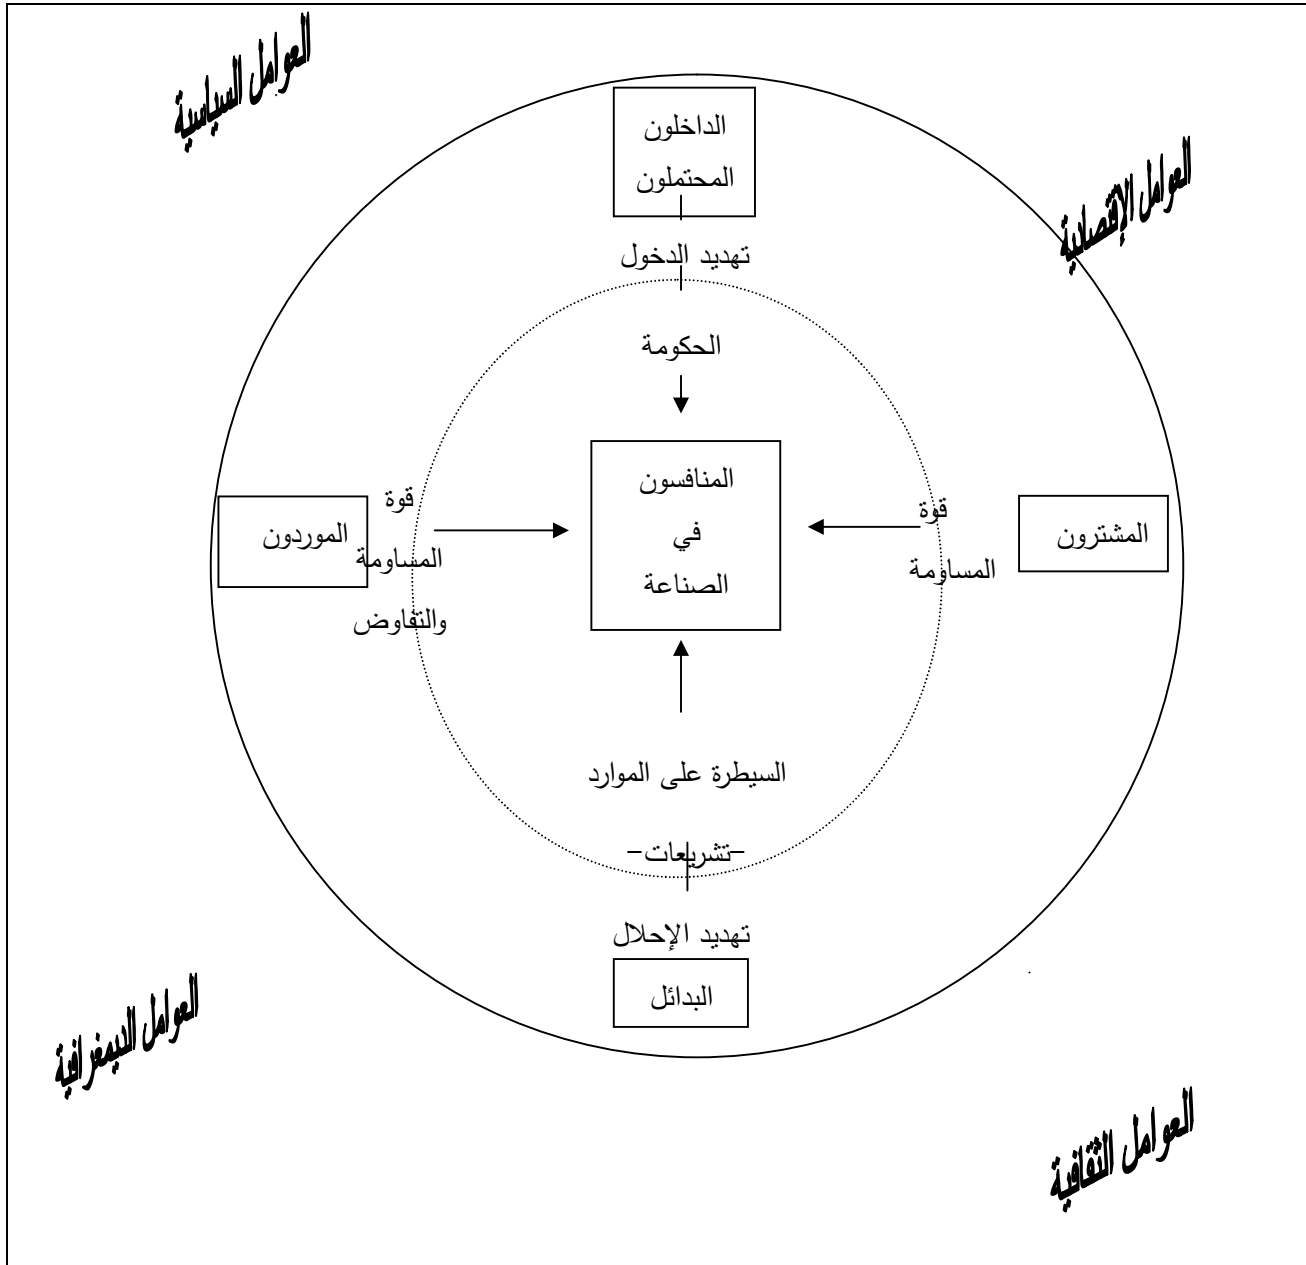 العوامل السياسية
العوامل الإقتصادية
الداخلون
المحتملون
تهديد الدخول
الحكومة
المشترون
قوة
المساومة
المنافسون
في
الصناعة
قوة
المساومة
والتفاوض
الموردون
السيطرة على الموارد
-تشريعات-
تهديد الإحلال
البدائل
العوامل الديمغرافية
العوامل الثقافية